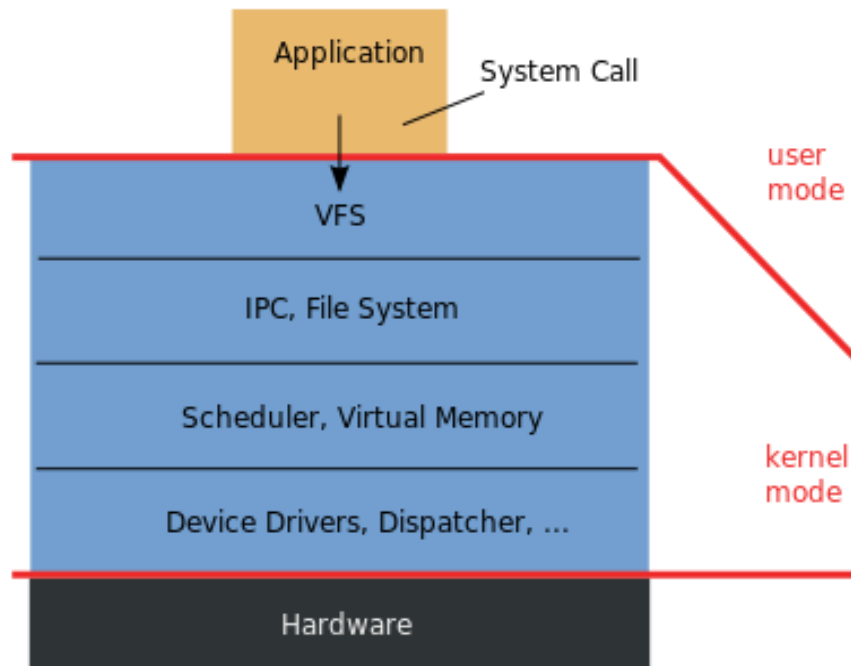 Application
System Call
user
mode
VFS
IPC, File System
Scheduler, Virtual Memory
kernel
mode
Device Drivers, Dispatcher, ...
Hardware